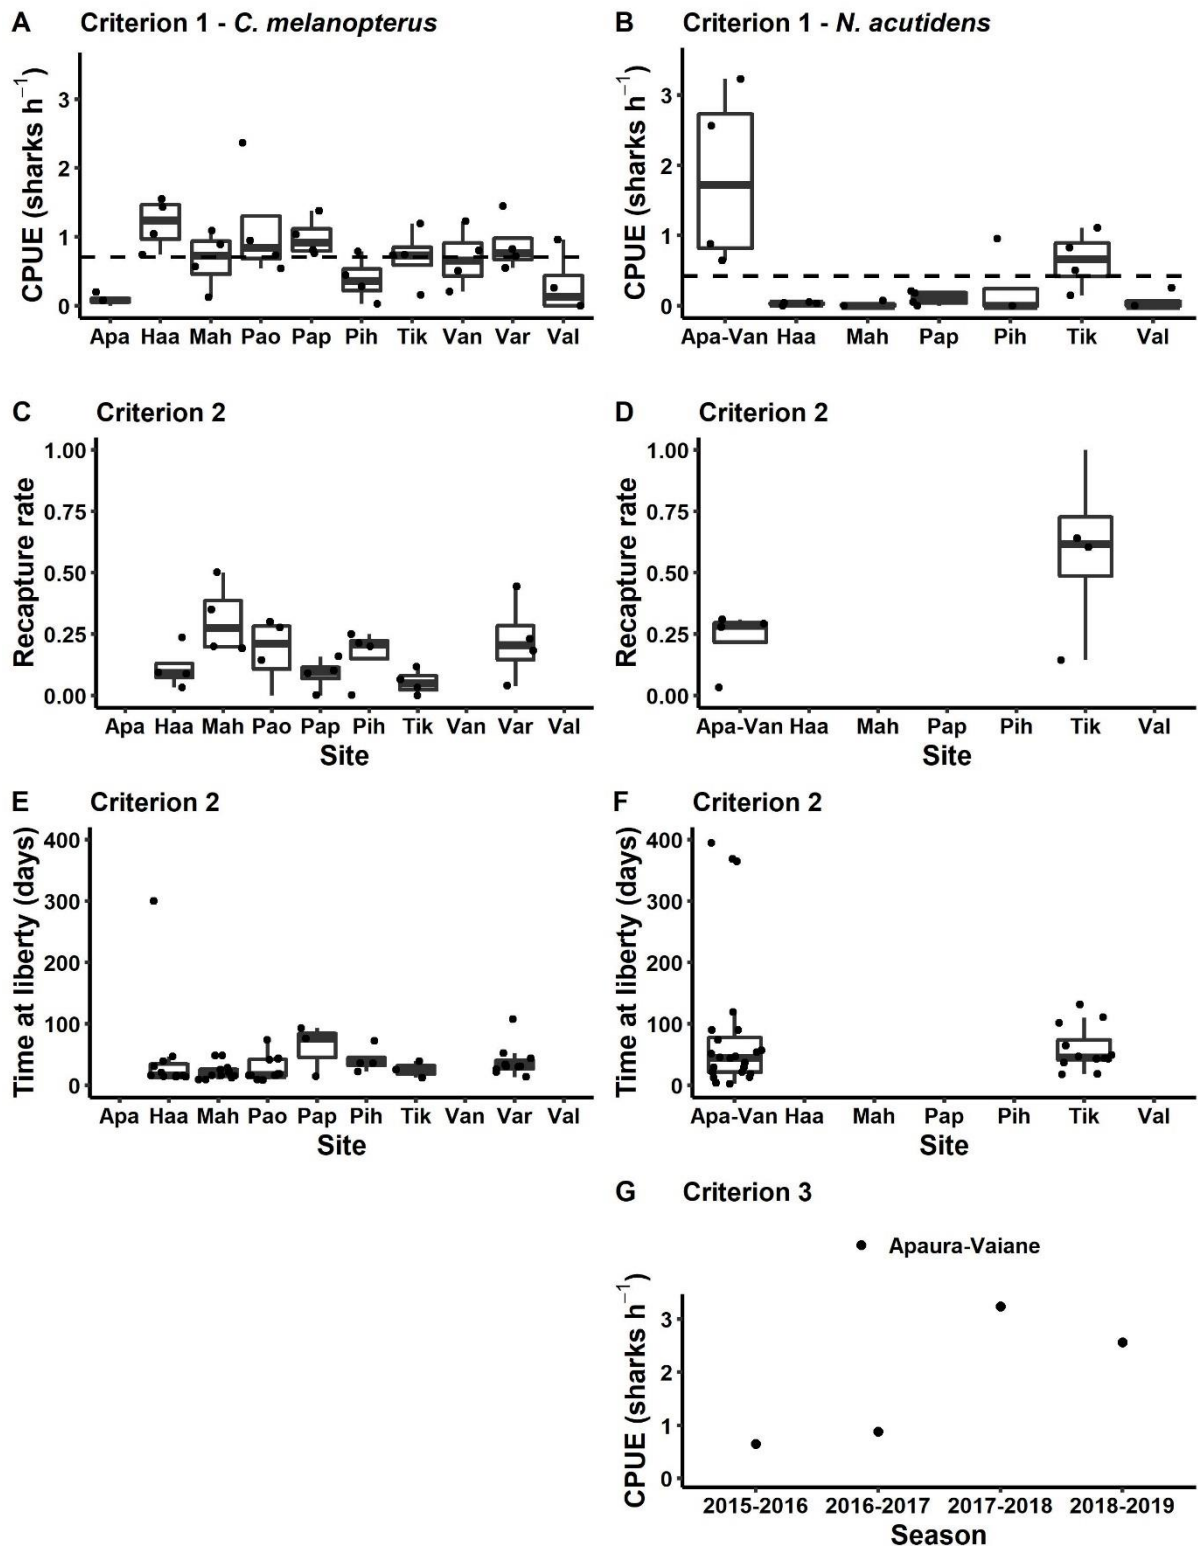 A Criterion 1 - C. melanopterus
CPUE (sharks h⁻¹)
3
2
1
0
Apa Haa Mah Pao Pap Pih Tik Van Var Val
B Criterion 1 - N. acutidens
CPUE (sharks h⁻¹)
3
2
1
0
Apa-Van Haa Mah Pap Pih Tik Val
C Criterion 2
Recapture rate
1.00
0.75
0.50
0.25
0.00
Apa Haa Mah Pao Pap Pih Tik Van Var Val
Site
D Criterion 2
Recapture rate
1.00
0.75
0.50
0.25
0.00
Apa-Van Haa Mah Pap Pih Tik Val
Site
E Criterion 2
Time at liberty (days)
400
300
200
100
0
Apa Haa Mah Pao Pap Pih Tik Van Var Val
Site
F Criterion 2
Time at liberty (days)
400
300
200
100
0
Apa-Van Haa Mah Pap Pih Tik Val
Site
G Criterion 3
Apaura-Vaiane
CPUE (sharks h⁻¹)
3
2
1
0
2015-2016 2016-2017 2017-2018 2018-2019
Season